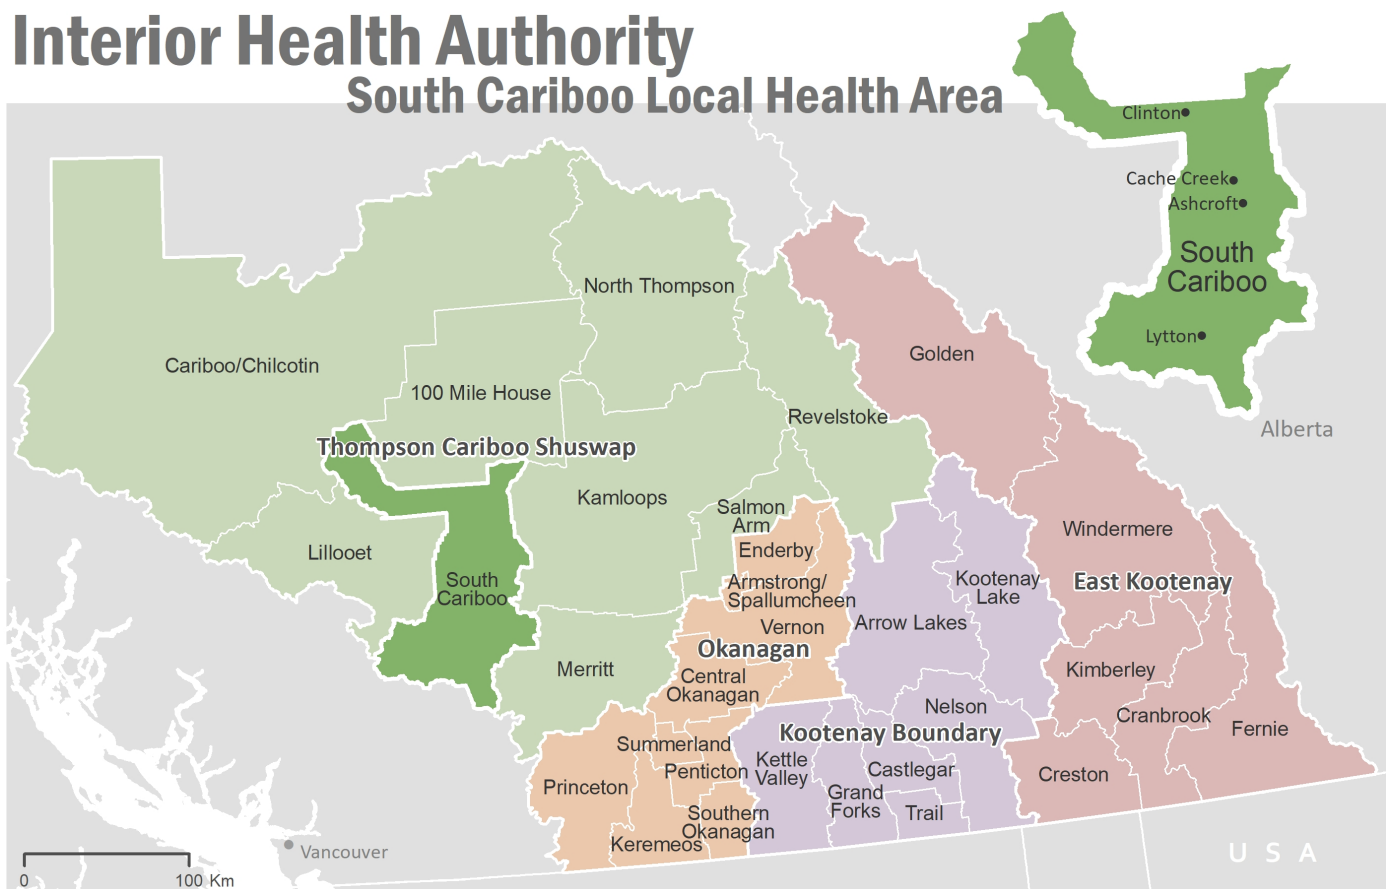 Interior Health Authority
South Cariboo Local Health Area
Clinton
Cache Creek
Ashcroft
South
Cariboo
Lytton
Alberta
North Thompson
Cariboo/Chilcotin
100 Mile House
Golden
Revelstoke
Thompson Cariboo Shuswap
Kamloops
Salmon
Arm
Lillooet
South
Cariboo
Enderby
Armstrong/
Spallumcheen
Vernon
Okanagan
Central
Okanagan
Merritt
Windermere
East Kootenay
Kootenay
Lake
Arrow Lakes
Kimberley
Nelson
Cranbrook
Fernie
Kootenay Boundary
Summerland
Penticton
Kettle
Valley
Castlegar
Creston
Princeton
Grand
Forks
Trail
Southern
Okanagan
Keremeos
Vancouver
USA
0 100 Km